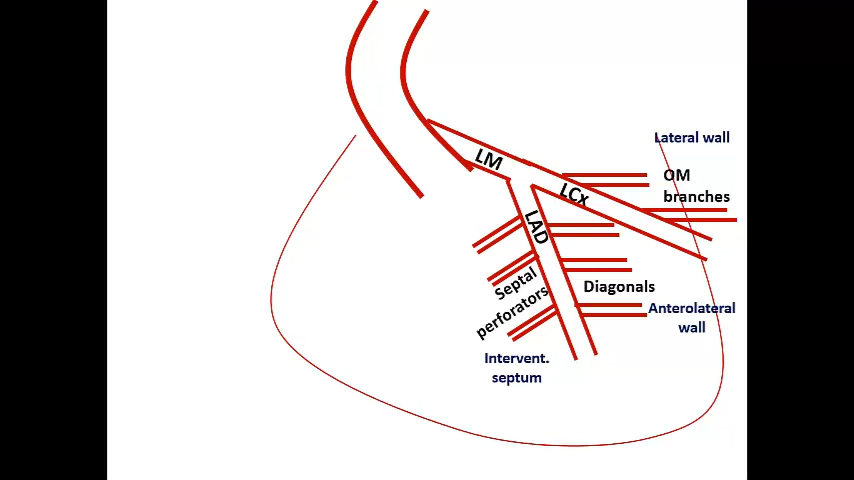 Lateral wall
LM
OM
branches
LCx
LAD
Septal
perforators
Diagonals
Anterolateral
wall
Intervent.
septum